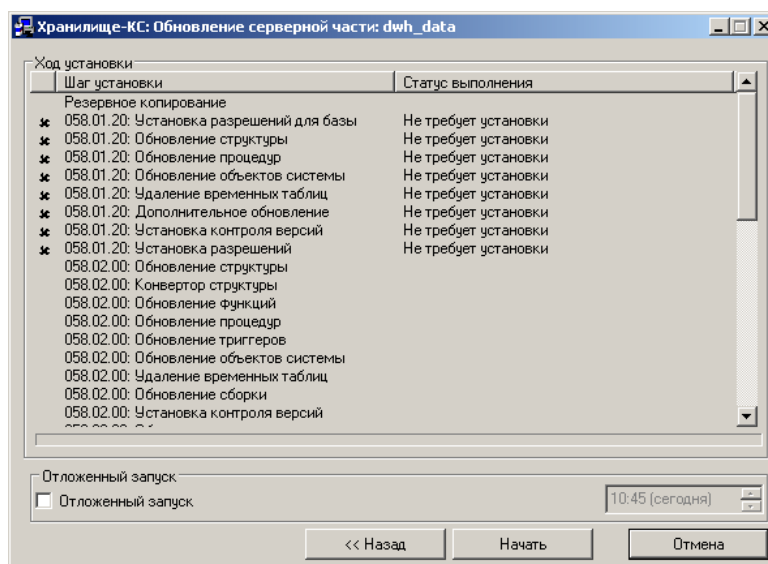 Хранилище-КС: Обновление серверной части: dwh_data
Ход установки
Шаг установки Статус выполнения
Резервное копирование
058.01.20: Установка разрешений для базы Не требует установки
058.01.20: Обновление структуры Не требует установки
058.01.20: Обновление процедур Не требует установки
058.01.20: Обновление объектов системы Не требует установки
058.01.20: Удаление временных таблиц Не требует установки
058.01.20: Дополнительное обновление Не требует установки
058.01.20: Установка контроля версий Не требует установки
058.01.20: Установка разрешений Не требует установки
058.02.00: Обновление структуры
058.02.00: Конвертор структуры
058.02.00: Обновление функций
058.02.00: Обновление процедур
058.02.00: Обновление триггеров
058.02.00: Обновление объектов системы
058.02.00: Удаление временных таблиц
058.02.00: Обновление сборки
058.02.00: Установка контроля версий
Отложенный запуск
Отложенный запуск 10:45 (сегодня)
<< Назад Начать Отмена